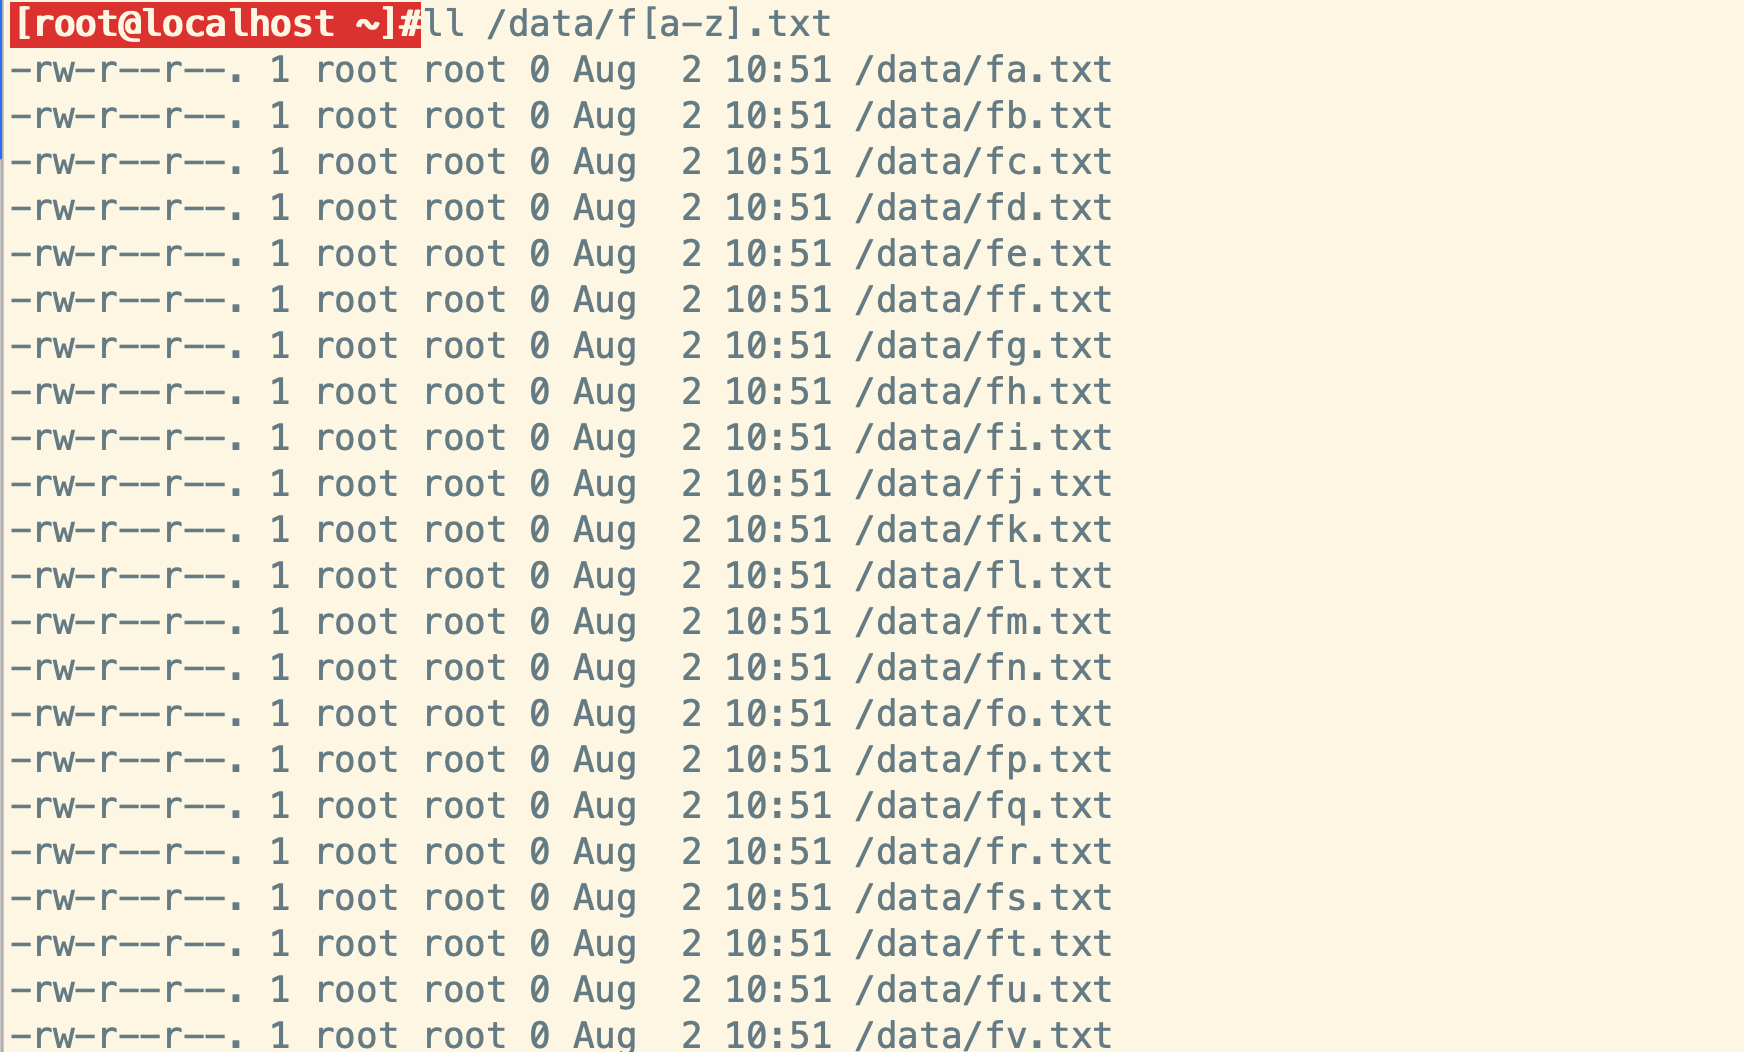 [root@localhost ~]#ll /data/f[a-z].txt
-rw-r--r--. 1 root root 0 Aug  2 10:51 /data/fa.txt
-rw-r--r--. 1 root root 0 Aug  2 10:51 /data/fb.txt
-rw-r--r--. 1 root root 0 Aug  2 10:51 /data/fc.txt
-rw-r--r--. 1 root root 0 Aug  2 10:51 /data/fd.txt
-rw-r--r--. 1 root root 0 Aug  2 10:51 /data/fe.txt
-rw-r--r--. 1 root root 0 Aug  2 10:51 /data/ff.txt
-rw-r--r--. 1 root root 0 Aug  2 10:51 /data/fg.txt
-rw-r--r--. 1 root root 0 Aug  2 10:51 /data/fh.txt
-rw-r--r--. 1 root root 0 Aug  2 10:51 /data/fi.txt
-rw-r--r--. 1 root root 0 Aug  2 10:51 /data/fj.txt
-rw-r--r--. 1 root root 0 Aug  2 10:51 /data/fk.txt
-rw-r--r--. 1 root root 0 Aug  2 10:51 /data/fl.txt
-rw-r--r--. 1 root root 0 Aug  2 10:51 /data/fm.txt
-rw-r--r--. 1 root root 0 Aug  2 10:51 /data/fn.txt
-rw-r--r--. 1 root root 0 Aug  2 10:51 /data/fo.txt
-rw-r--r--. 1 root root 0 Aug  2 10:51 /data/fp.txt
-rw-r--r--. 1 root root 0 Aug  2 10:51 /data/fq.txt
-rw-r--r--. 1 root root 0 Aug  2 10:51 /data/fr.txt
-rw-r--r--. 1 root root 0 Aug  2 10:51 /data/fs.txt
-rw-r--r--. 1 root root 0 Aug  2 10:51 /data/ft.txt
-rw-r--r--. 1 root root 0 Aug  2 10:51 /data/fu.txt
-rw-r--r--. 1 root root 0 Aug  2 10:51 /data/fv.txt